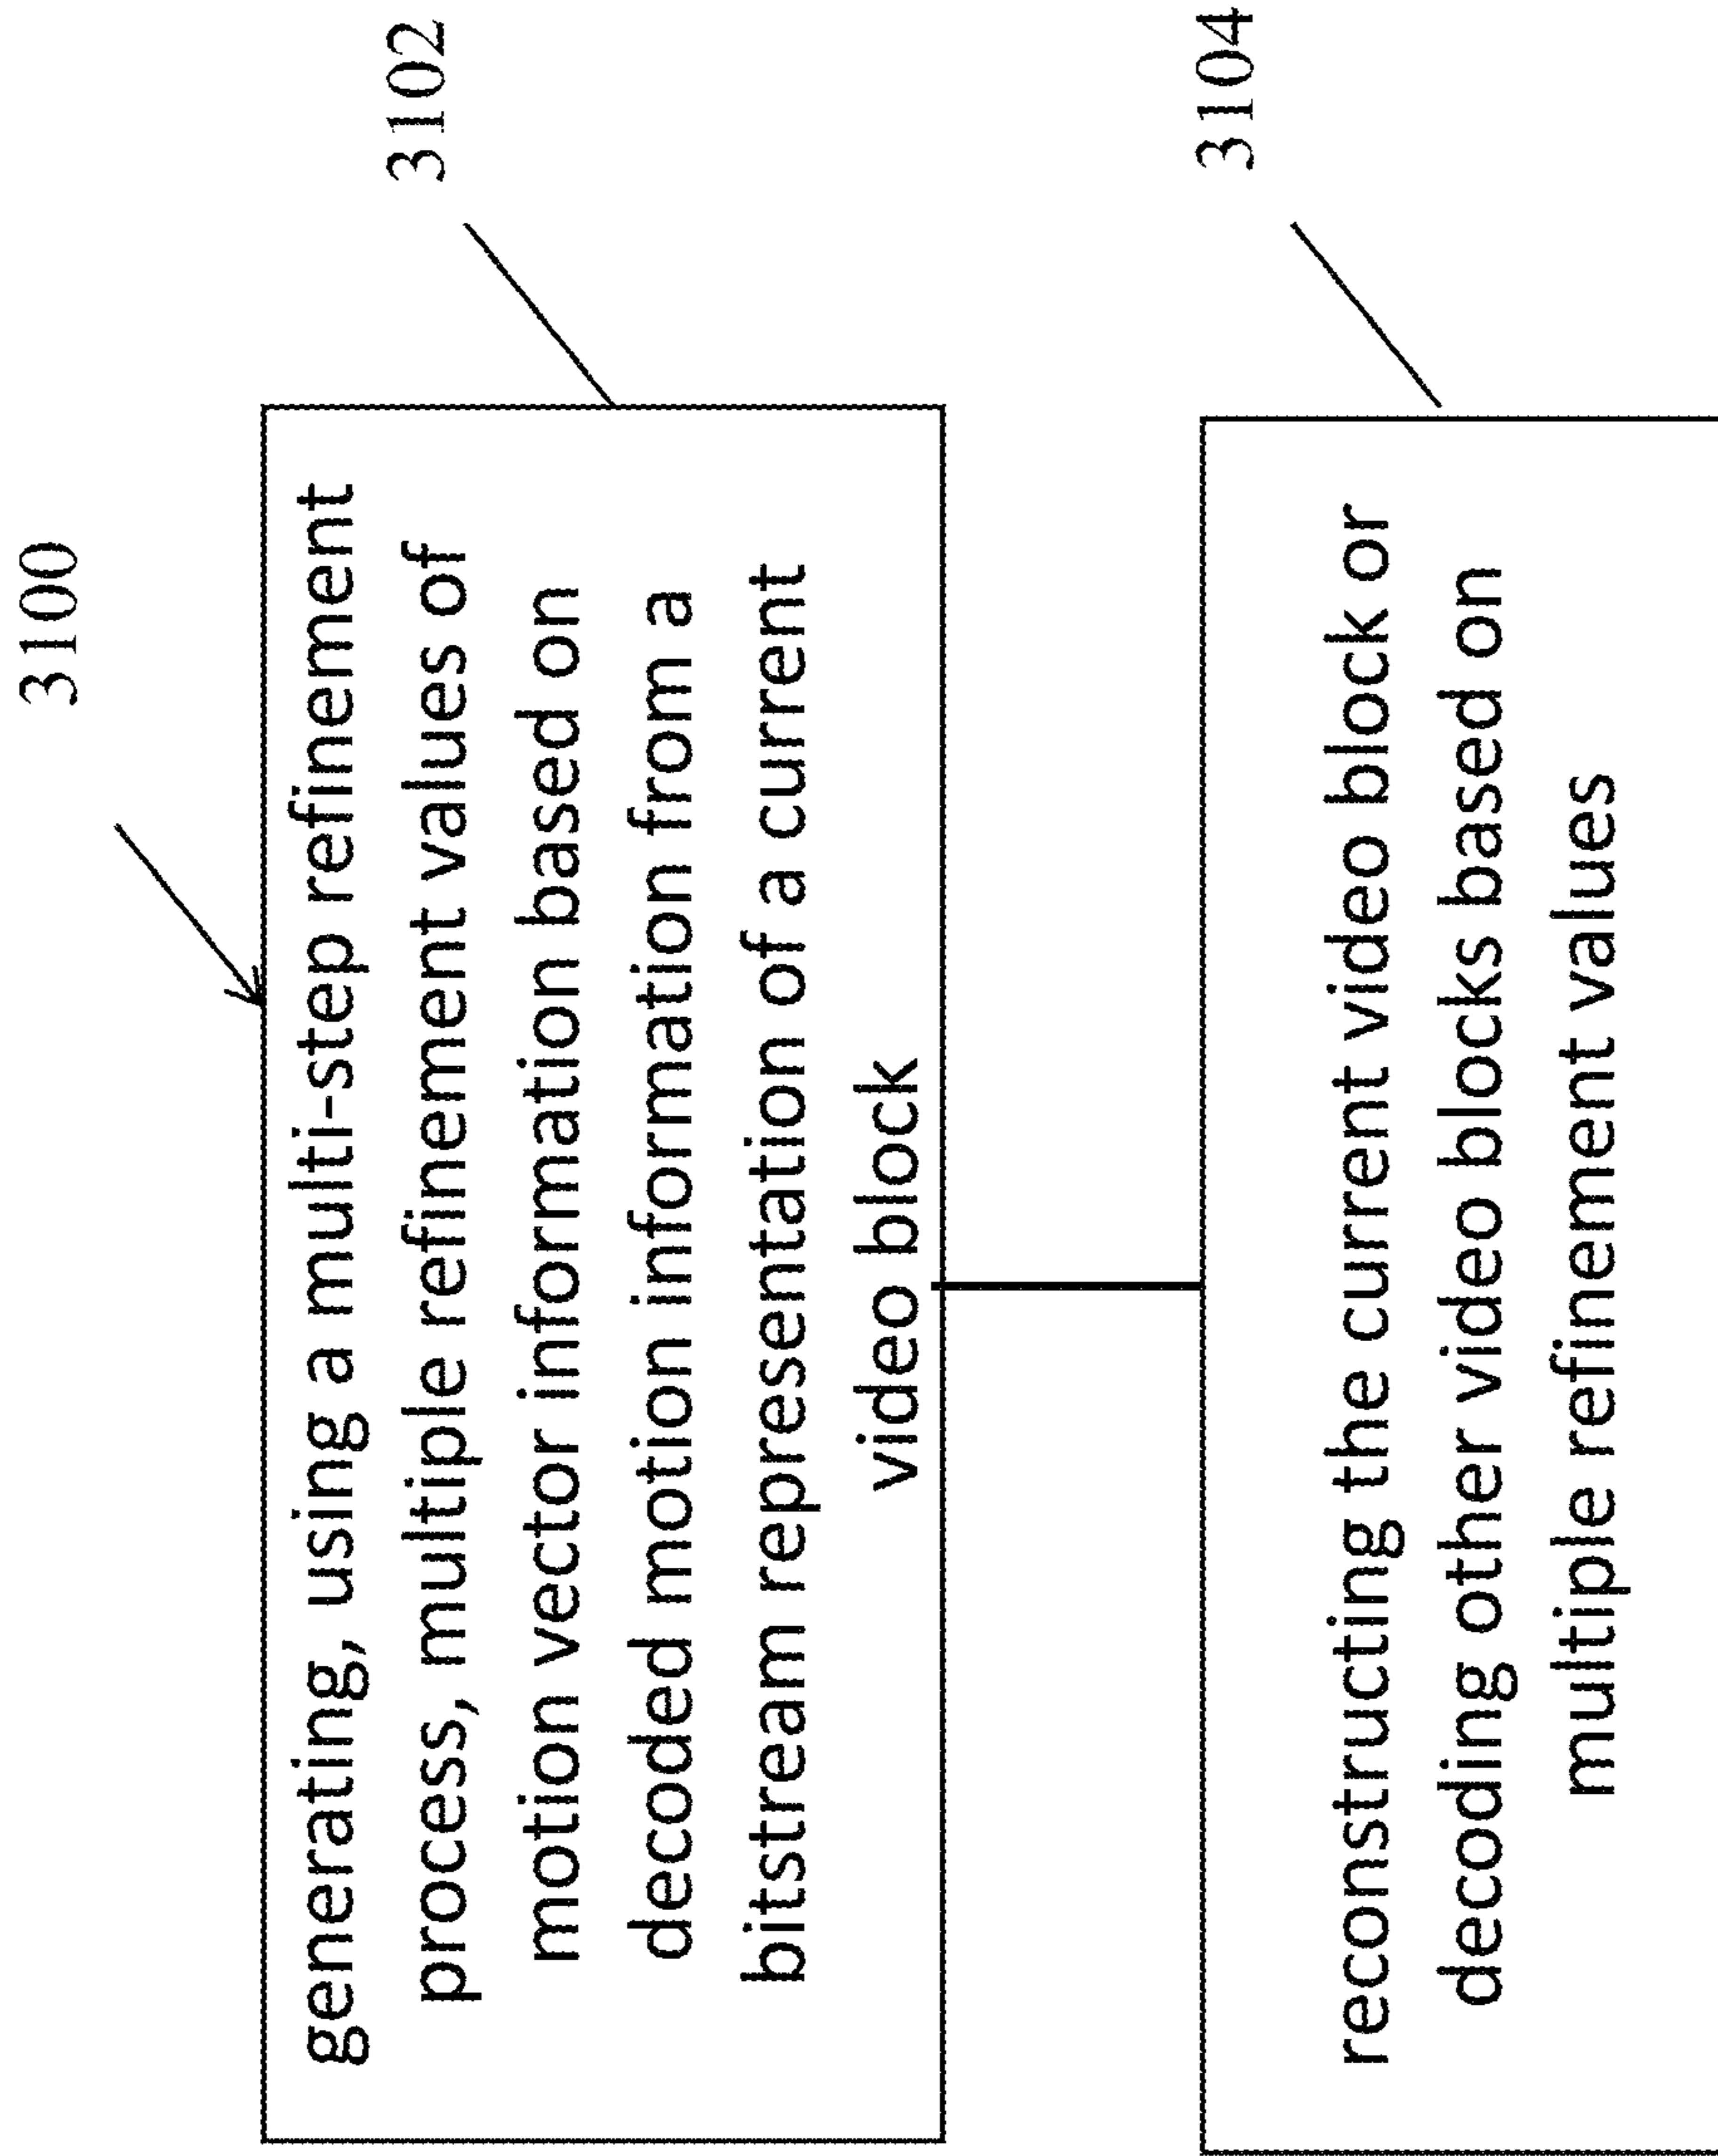 3100
generating, using a multi-step refinement
process, multiple refinement values of
motion vector information based on
decoded motion information from a
bitstream representation of a current
video block
3102
reconstructing the current video block or
decoding other video blocks based on
multiple refinement values
3104